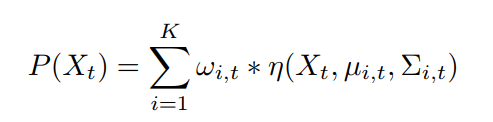 P(X_t) = \sum_{i=1}^{K} \omega_{i,t} * \eta(X_t, \mu_{i,t}, \Sigma_{i,t})